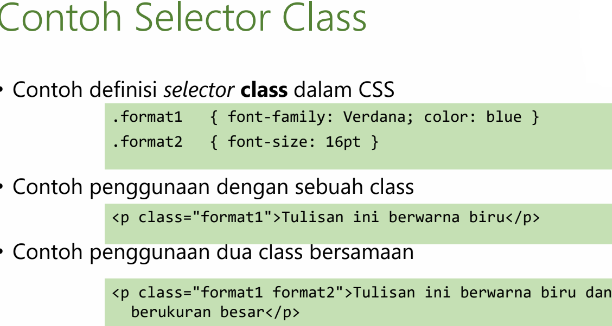 Contoh Selector Class
• Contoh definisi selector class dalam CSS
.format1 { font-family: Verdana; color: blue }
.format2 { font-size: 16pt }
• Contoh penggunaan dengan sebuah class
<p class="format1">Tulisan ini berwarna biru</p>
• Contoh penggunaan dua class bersamaan
<p class="format1 format2">Tulisan ini berwarna biru dan
berukuran besar</p>